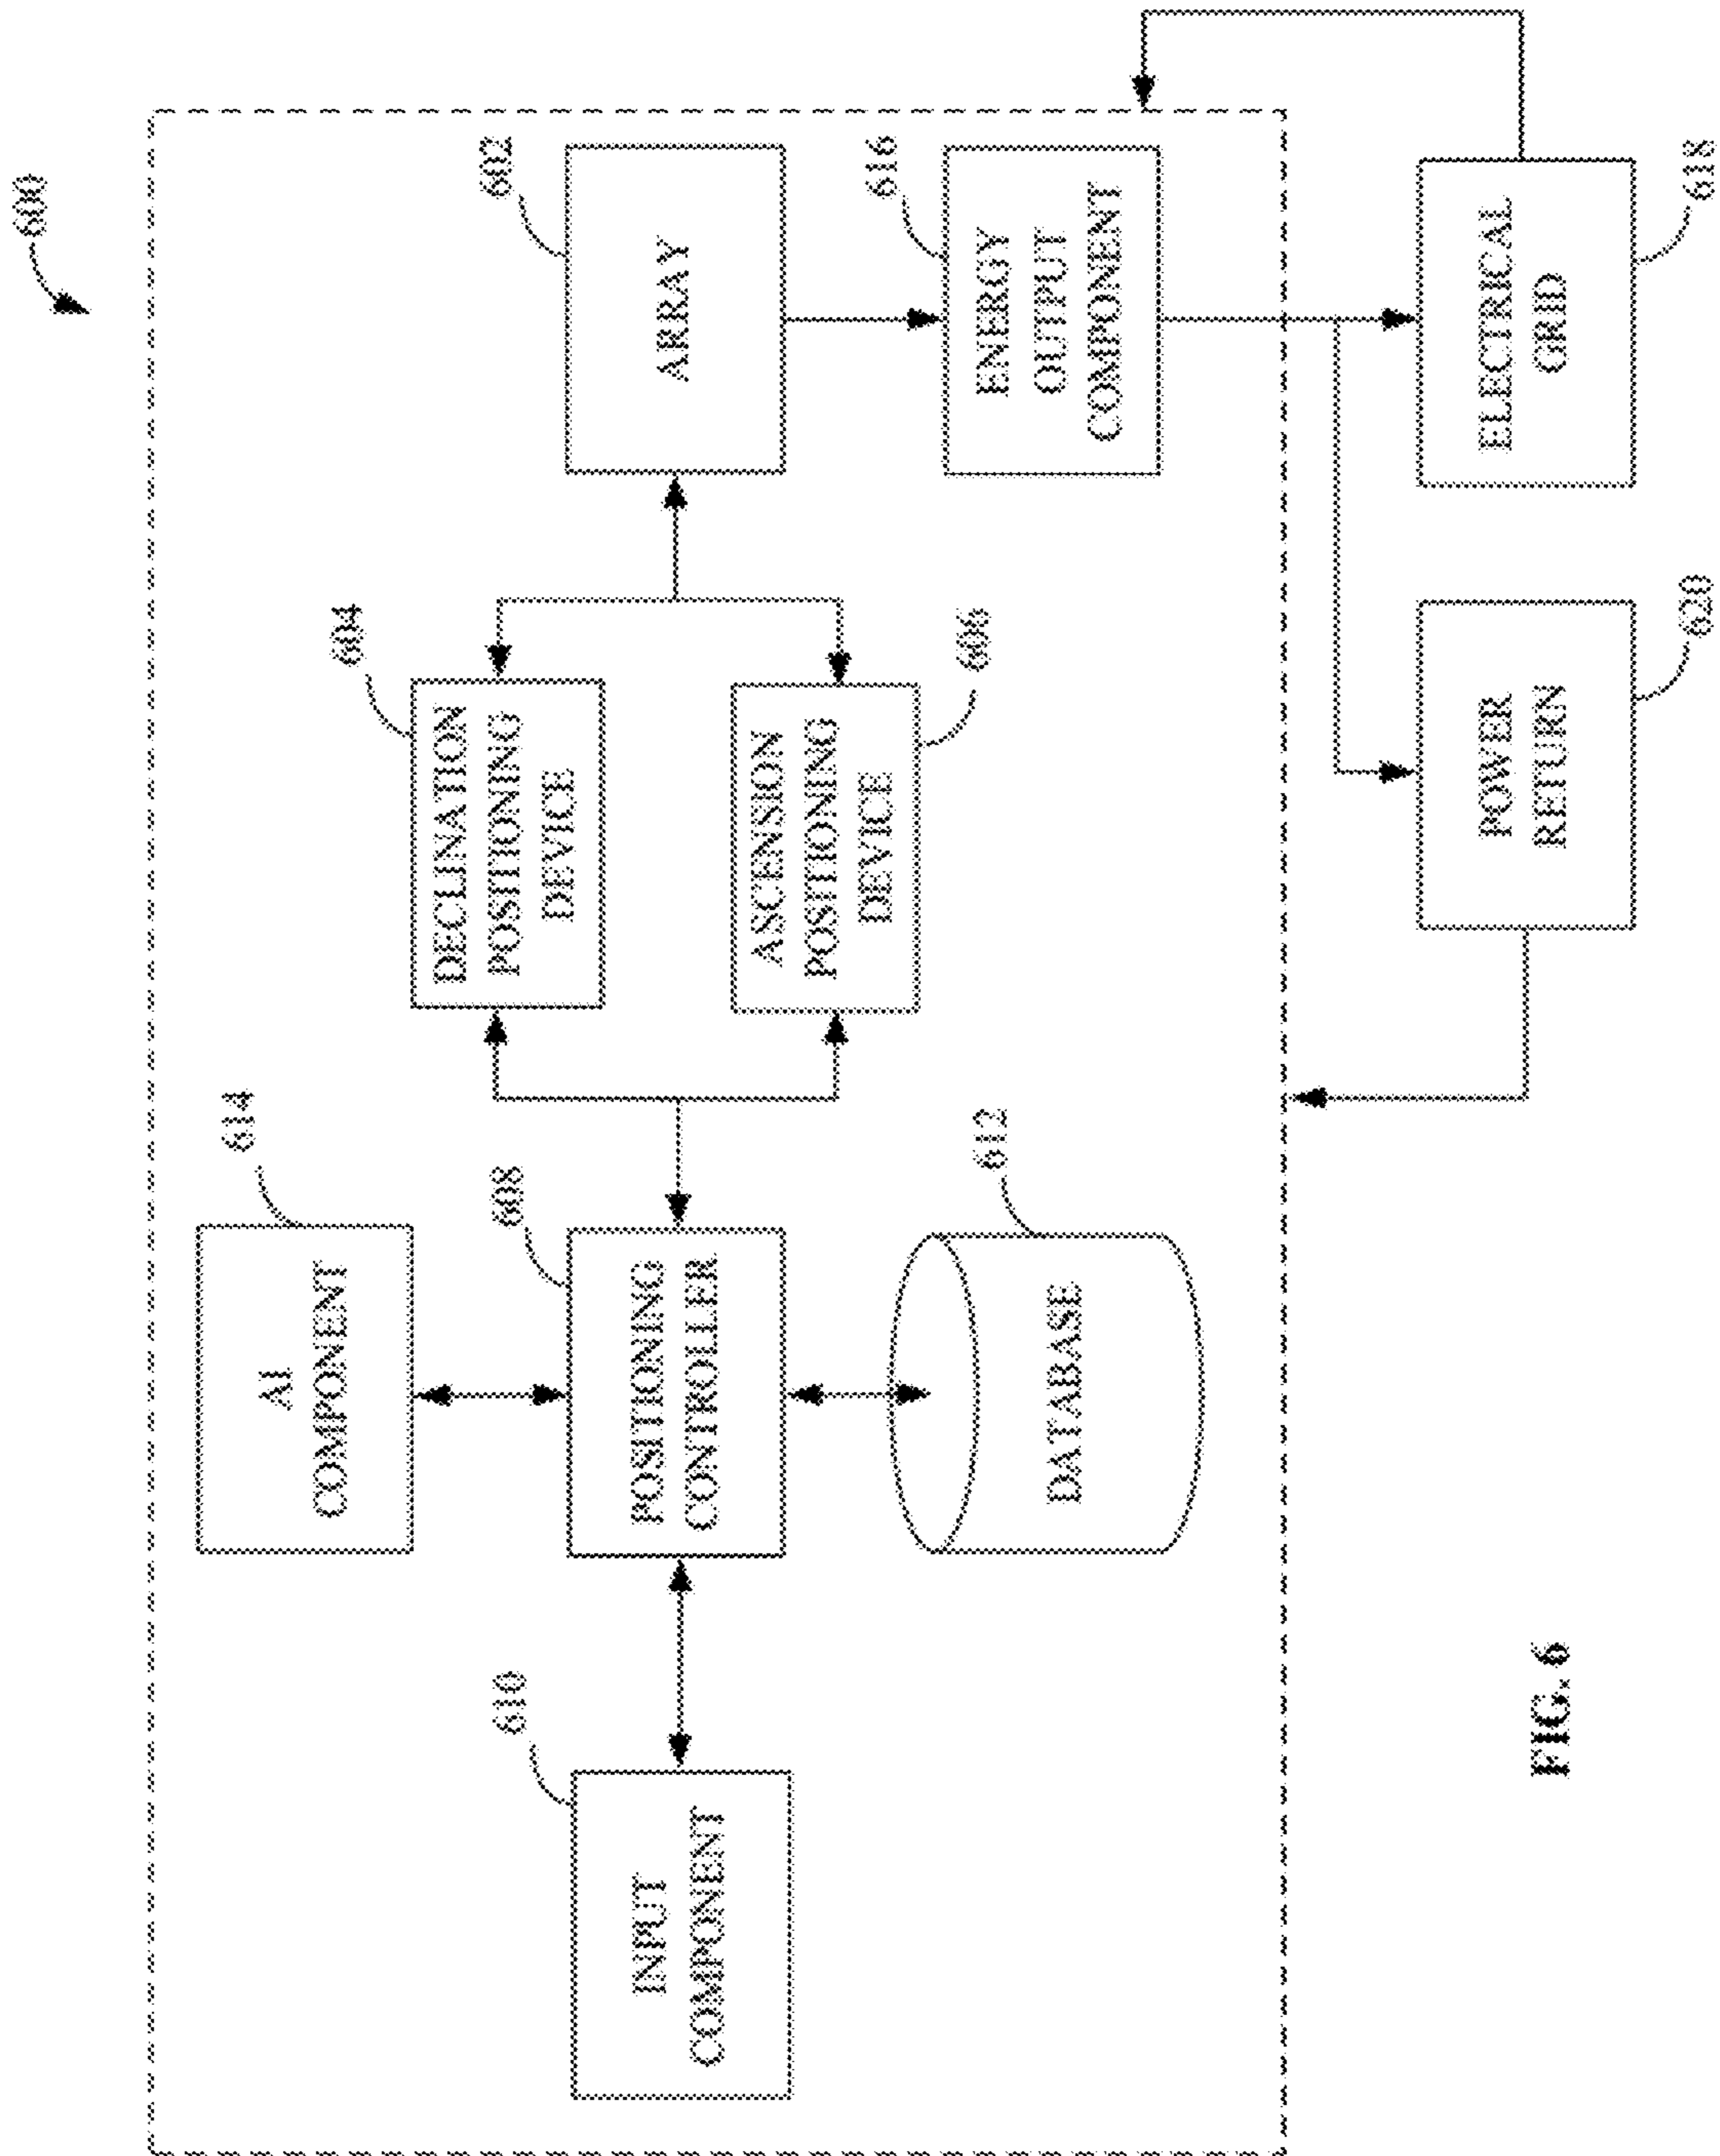 600
614
AI
COMPONENT
604
DECLINATION
POSITIONING
DEVICE
610
INPUT
COMPONENT
608
POSITIONING
CONTROLLER
602
ARRAY
606
ASCENSION
POSITIONING
DEVICE
612
DATABASE
616
ENERGY
OUTPUT
COMPONENT
620
POWER
RETURN
618
ELECTRICAL
GRID
FIG. 6